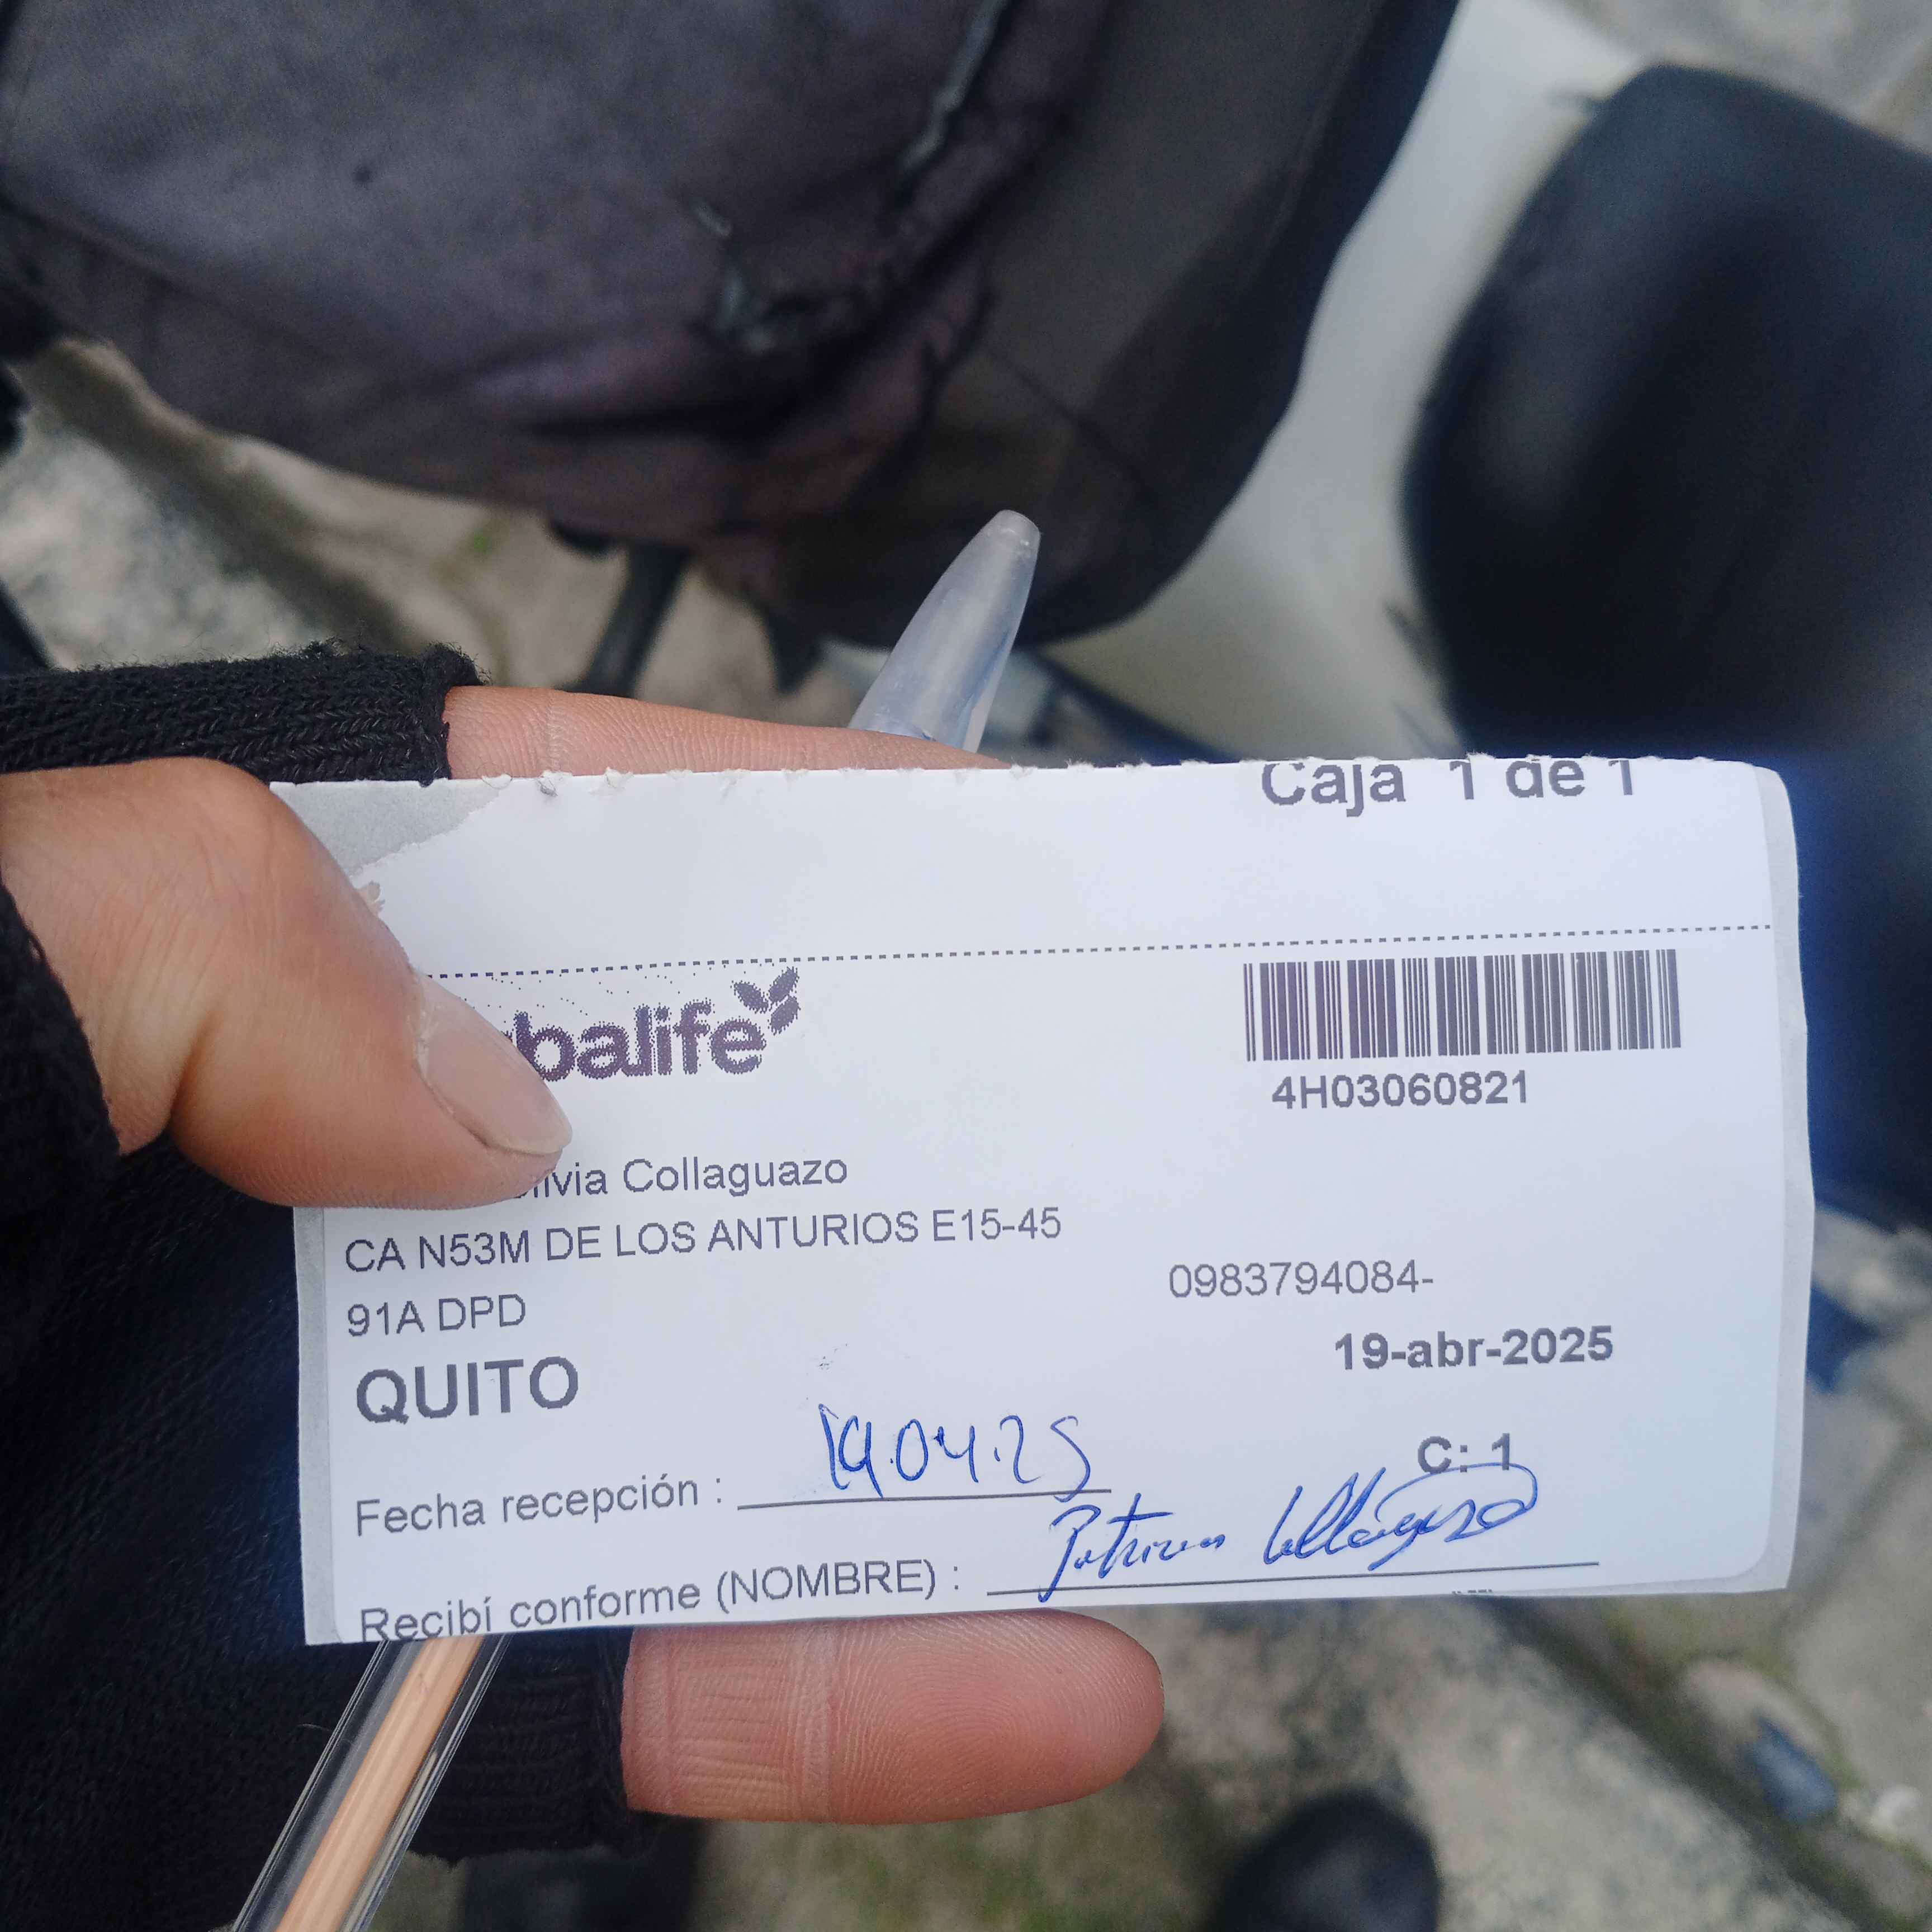 Caja 1 de 1
balife
4H03060821
Collaguazo
CA N53M DE LOS ANTURIOS E15-45
91A DPD
0983794084-
QUITO
19-abr-2025
C: 1
Fecha recepción : 19.04.25
Recibí conforme (NOMBRE) : Collaguazo